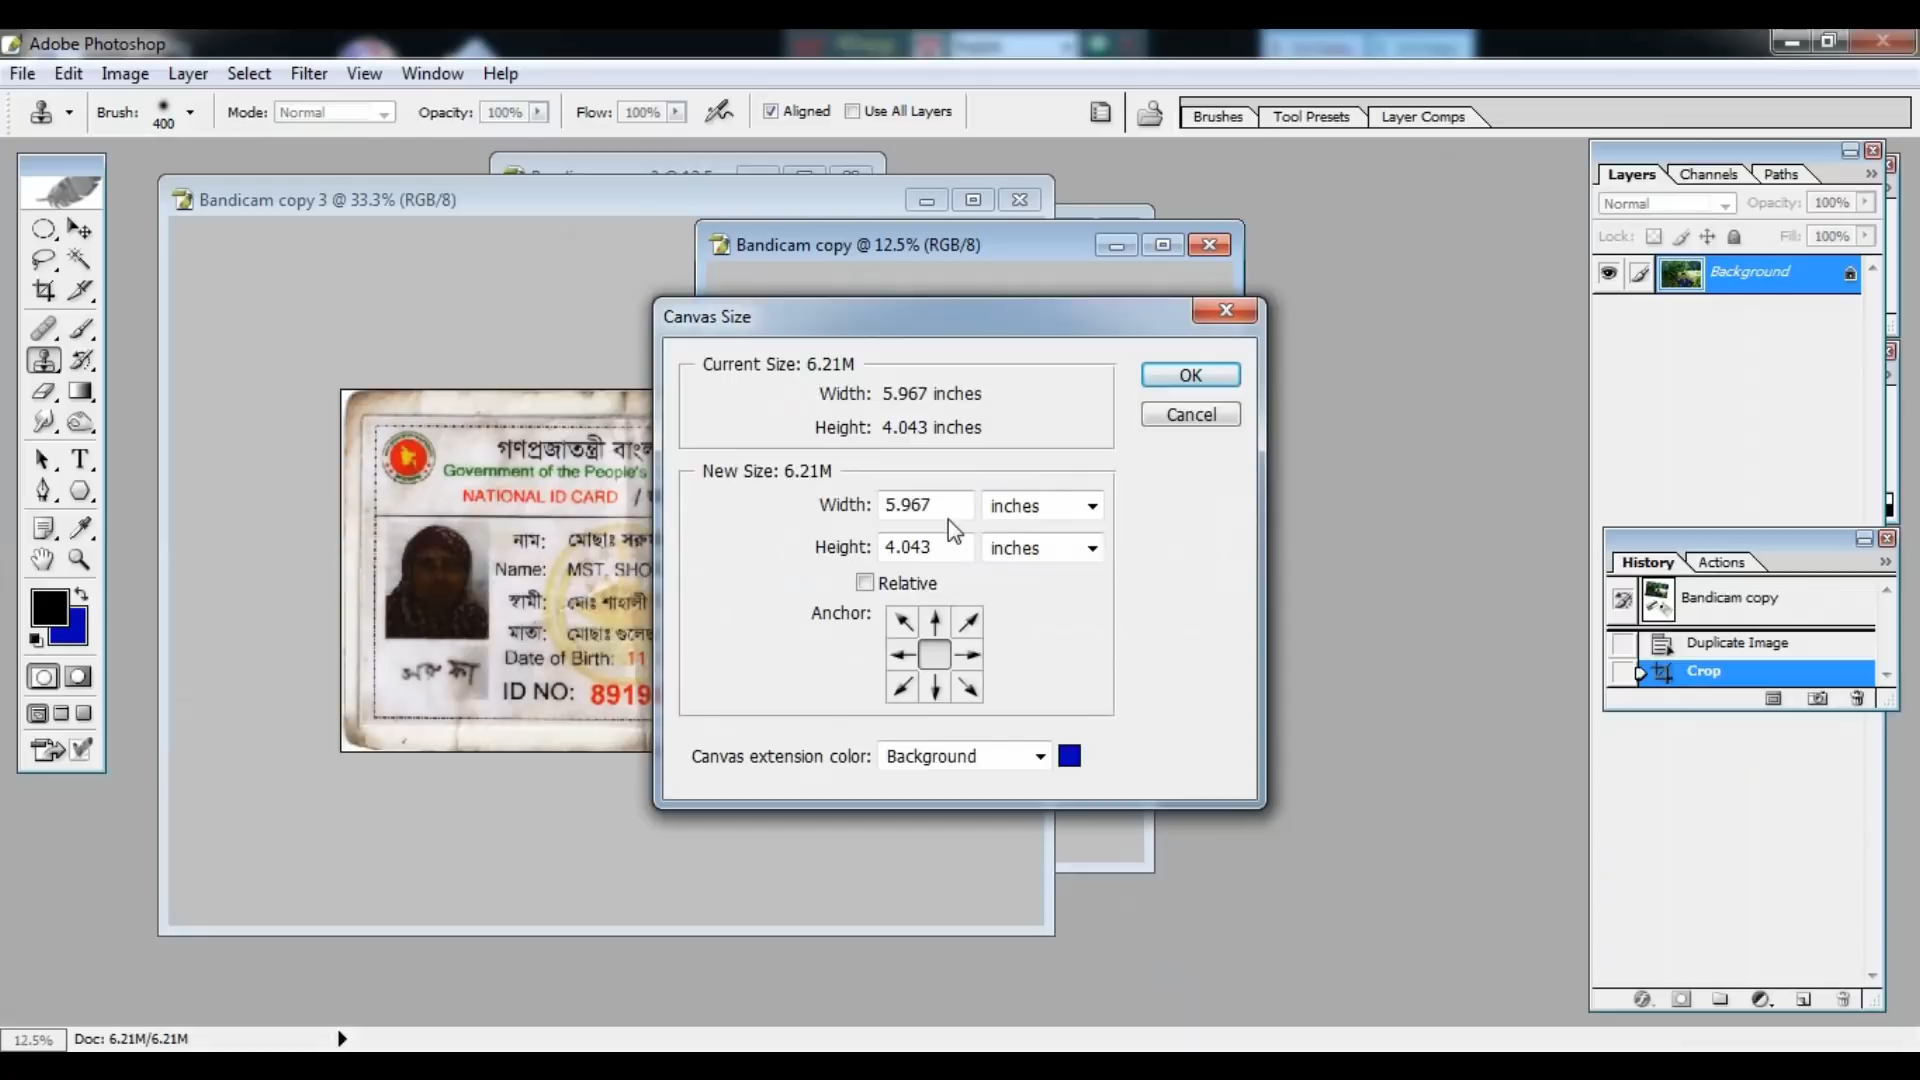 Adobe Photoshop
File Edit Image Layer Select Filter View Window Help
Brush: 400 Mode: Normal Opacity: 100% Flow: 100% Aligned Use All Layers
Brushes Tool Presets Layer Comps
Bandicam copy 3 @ 33.3% (RGB/8)
Bandicam copy @ 12.5% (RGB/8)
গণপ্রজাতন্ত্রী
Government of the People's
NATIONAL ID CARD /
নাম: মোছাঃ
Name: MST. SHO
স্বামী: মোঃ শাহালী
মাতা: মোছাঃ
Date of Birth: 11
ID NO: 8919
Canvas Size
Current Size: 6.21M
Width: 5.967 inches
Height: 4.043 inches
OK
Cancel
New Size: 6.21M
Width: 5.967 inches
Height: 4.043 inches
Relative
Anchor:
Canvas extension color: Background
Layers Channels Paths
Normal Opacity: 100%
Lock: Fill: 100%
Background
History Actions
Bandicam copy
Duplicate Image
Crop
12.5% Doc: 6.21M/6.21M